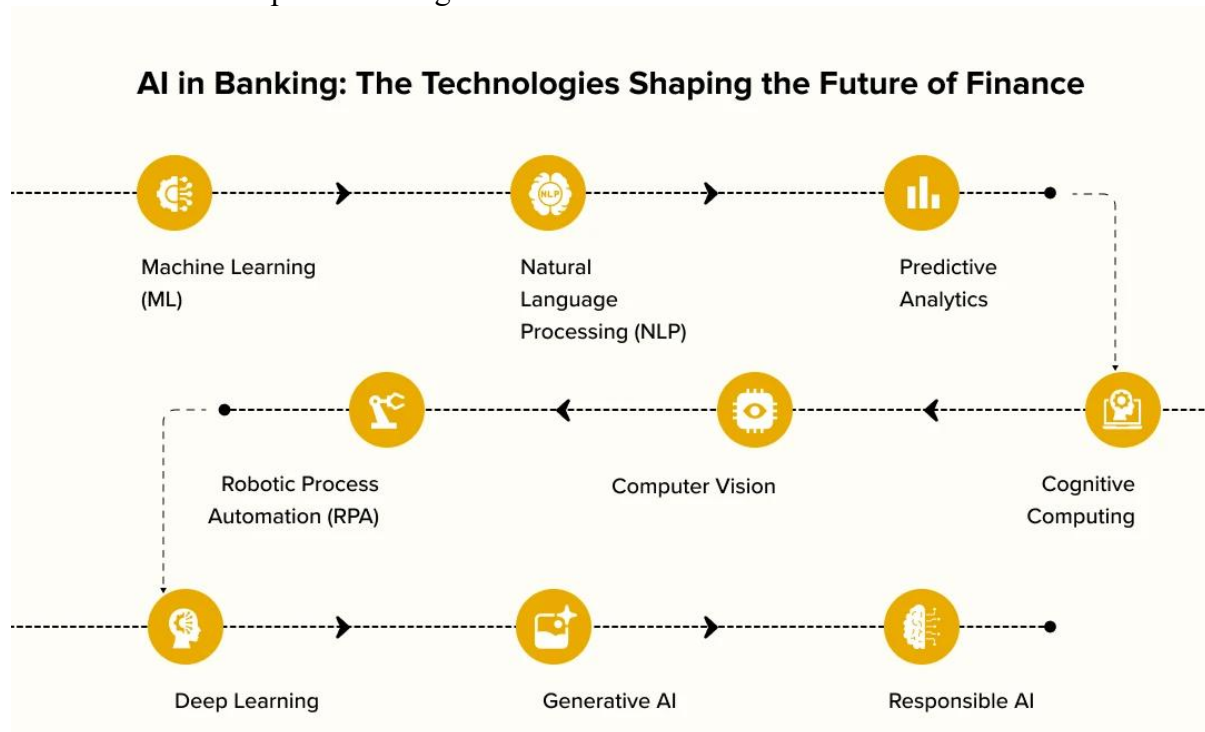 AI in Banking: The Technologies Shaping the Future of Finance
NLP
Machine Learning
(ML)
Natural
Language
Processing (NLP)
Predictive
Analytics
Robotic Process
Automation (RPA)
Computer Vision
Cognitive
Computing
Deep Learning
Generative AI
Responsible AI